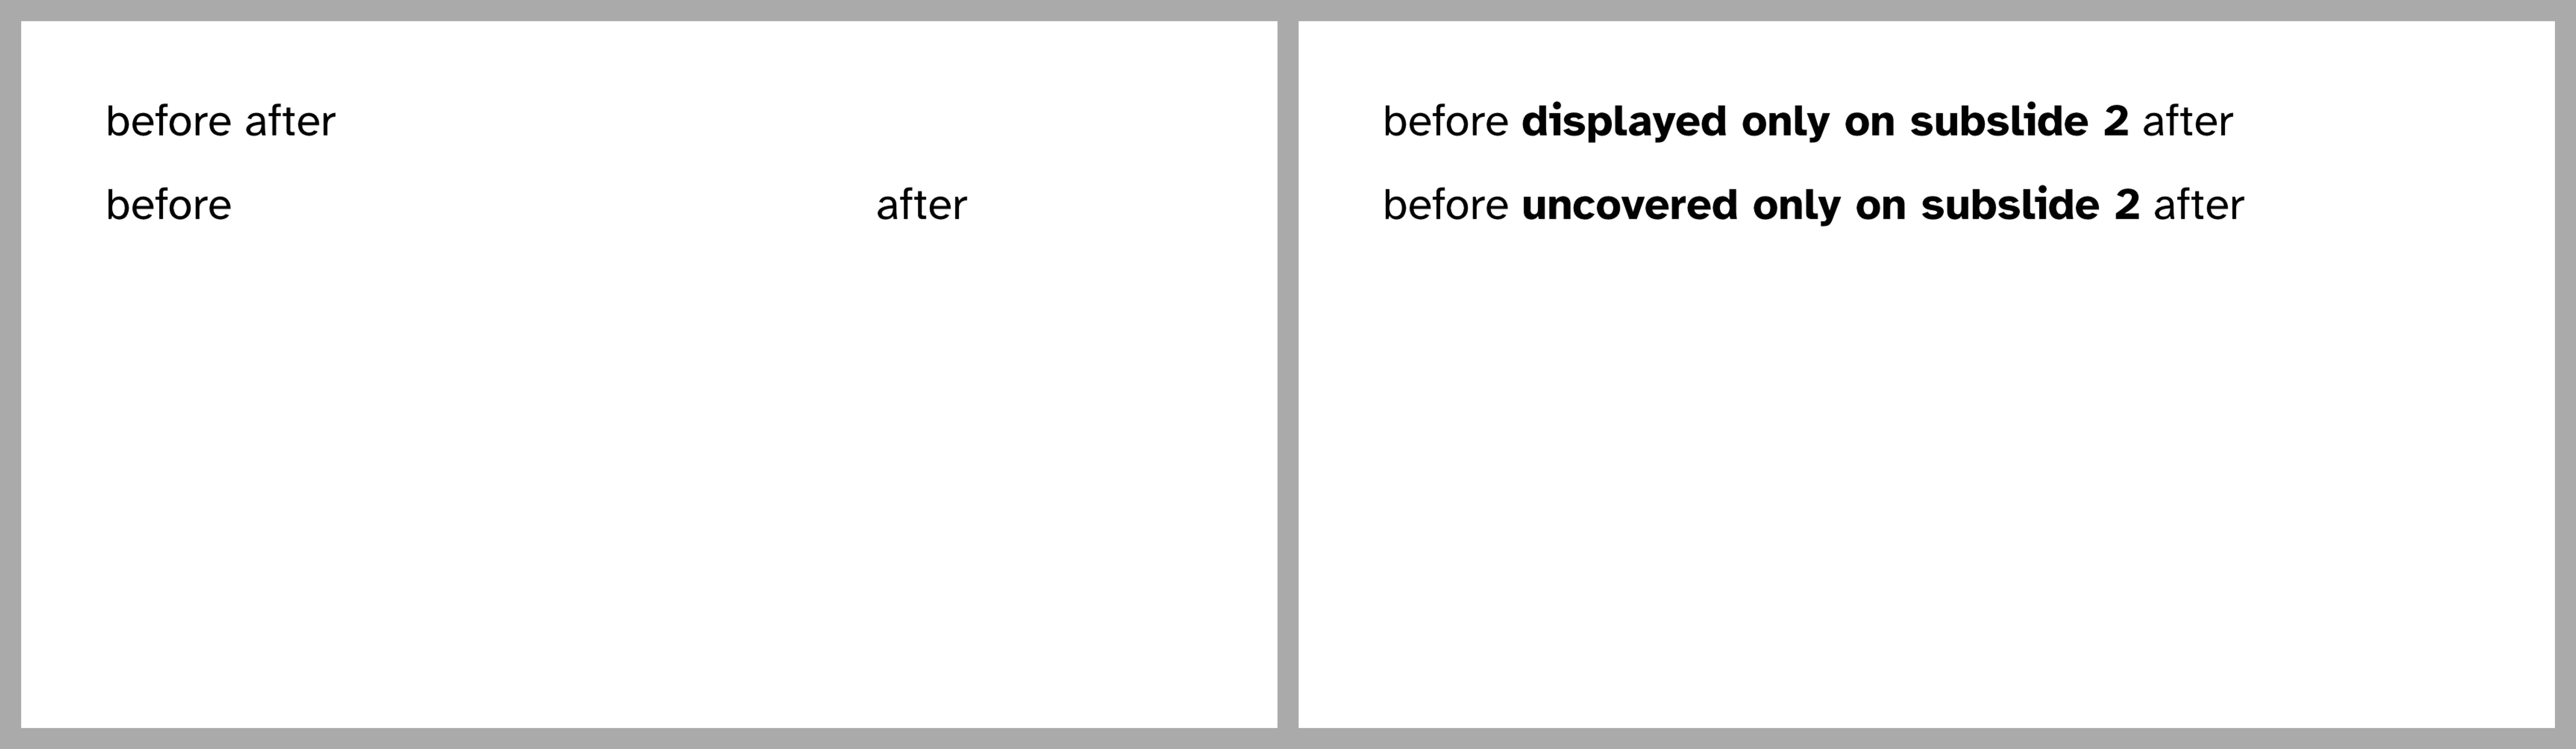 before after
before after
before displayed only on subslide 2 after
before uncovered only on subslide 2 after